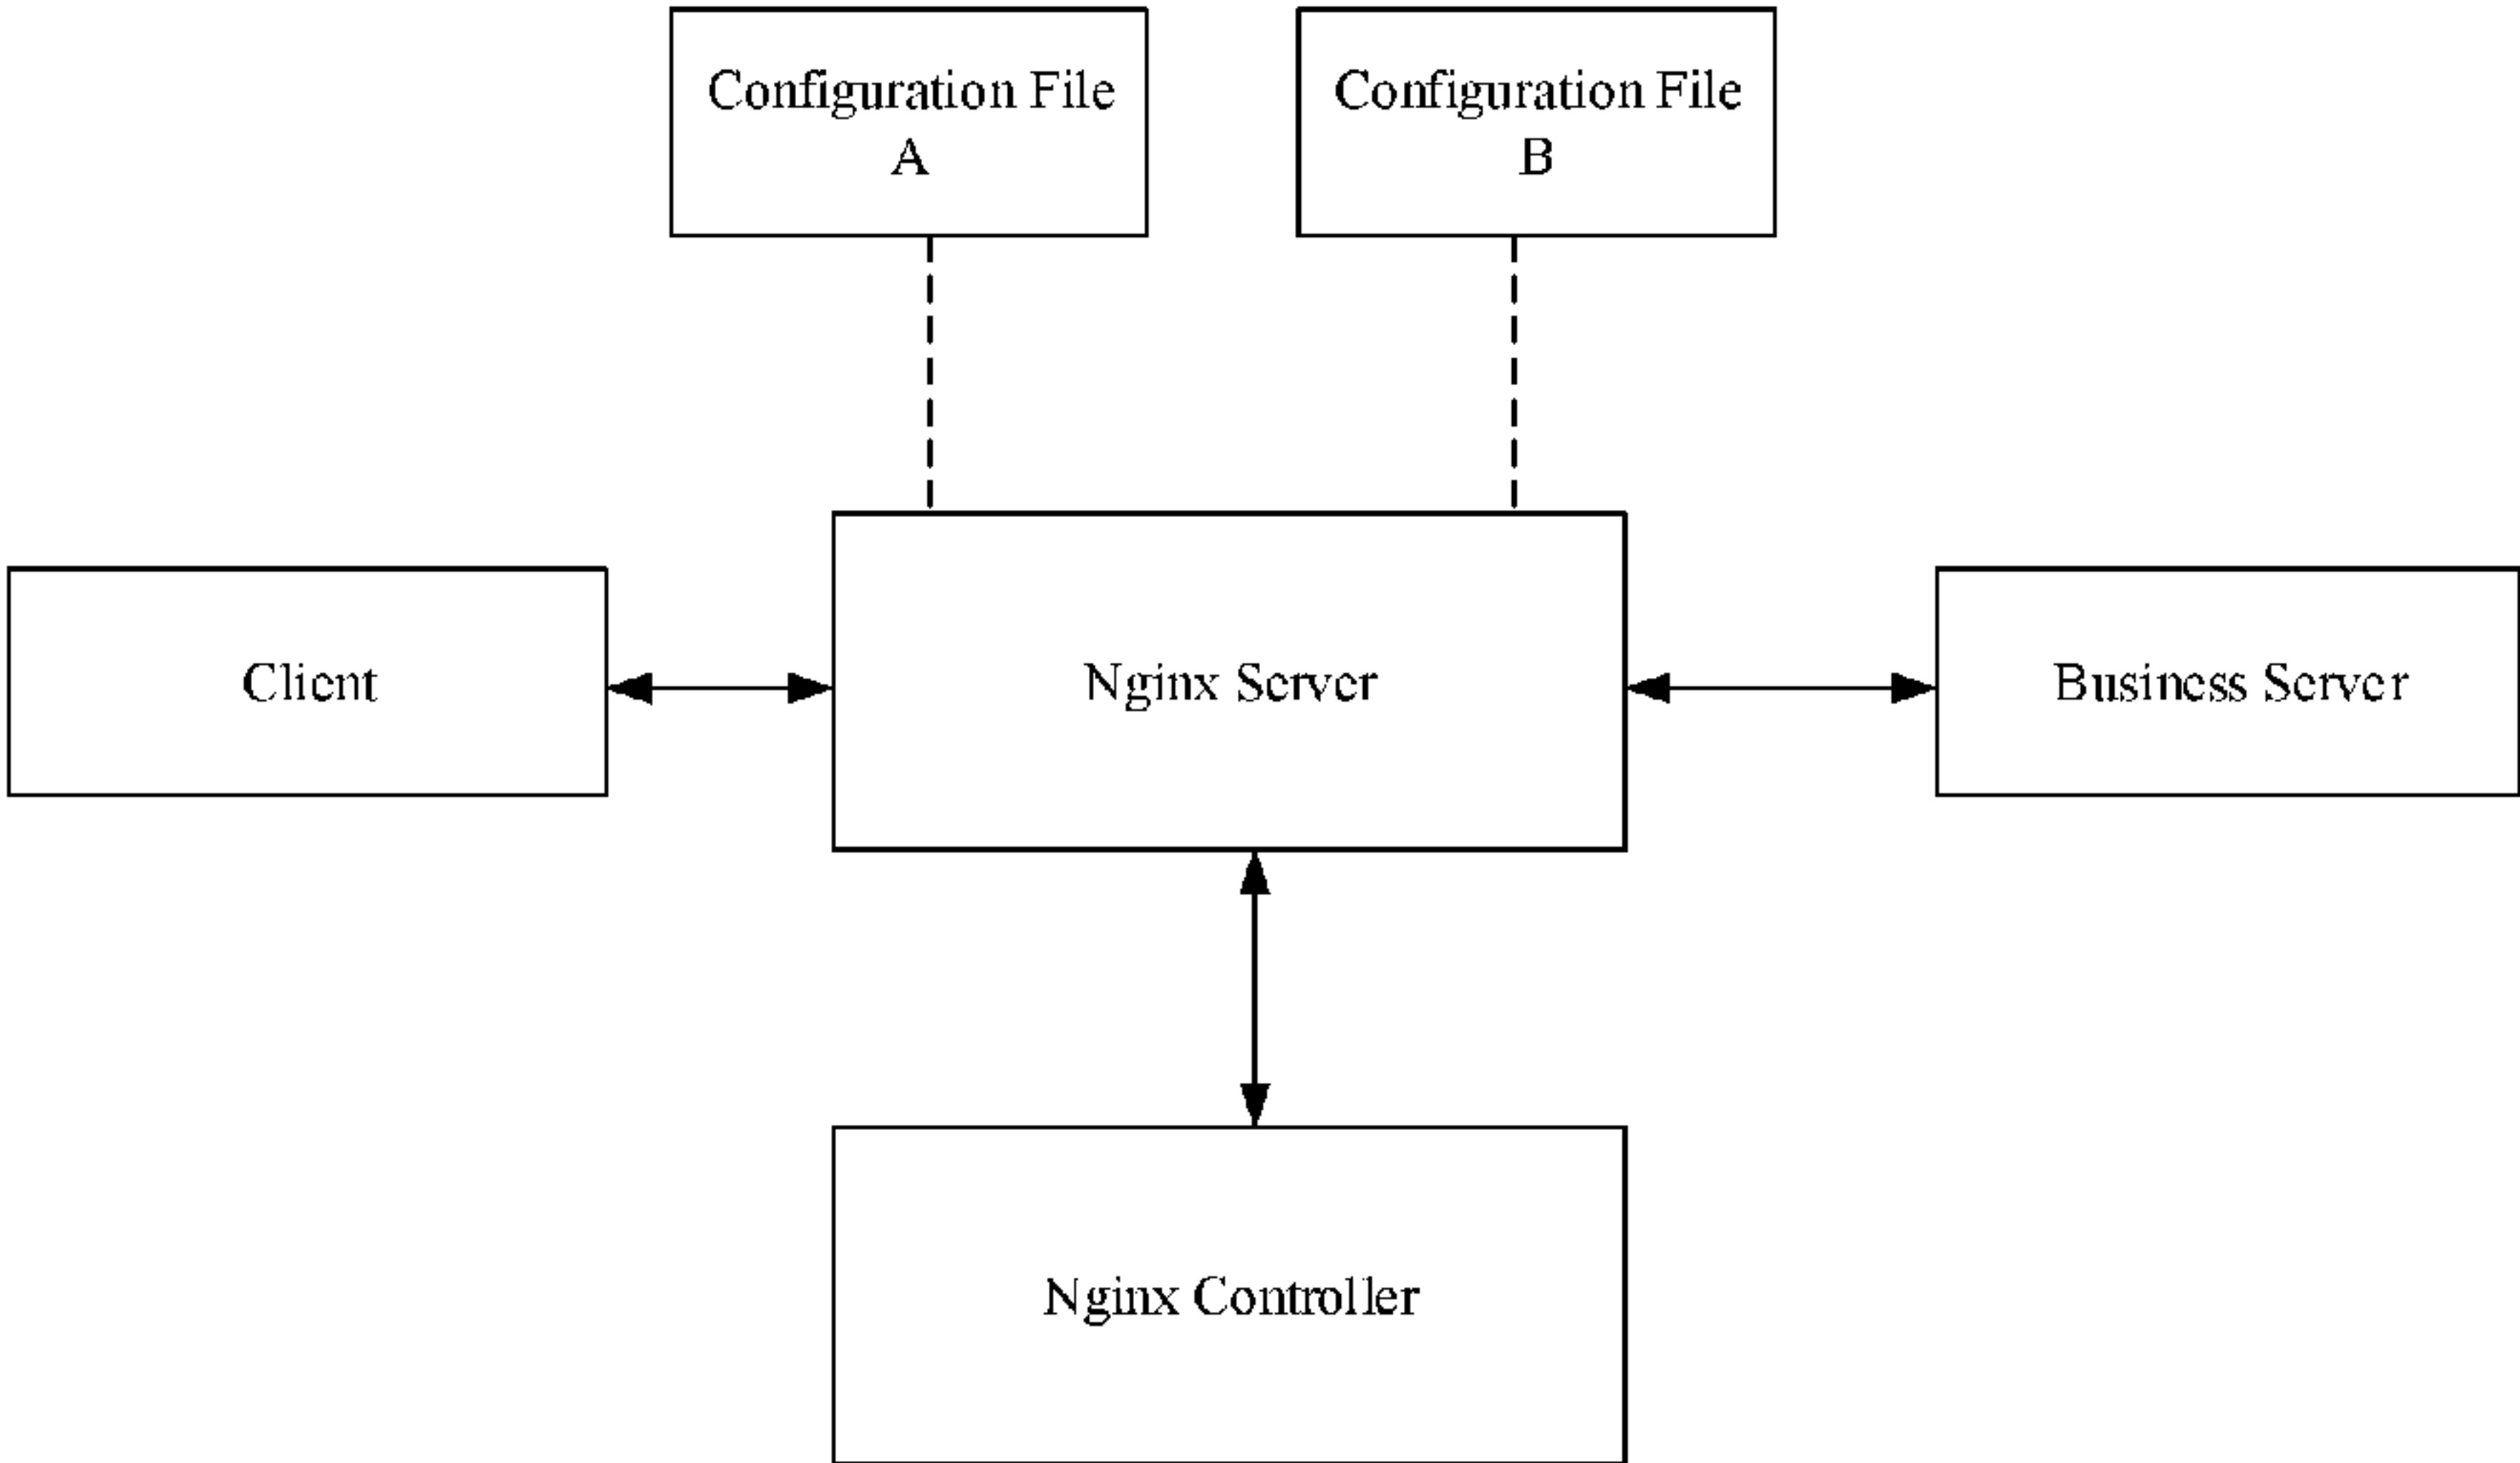 Configuration File
A
Configuration File
B
Client
Nginx Server
Business Server
Nginx Controller